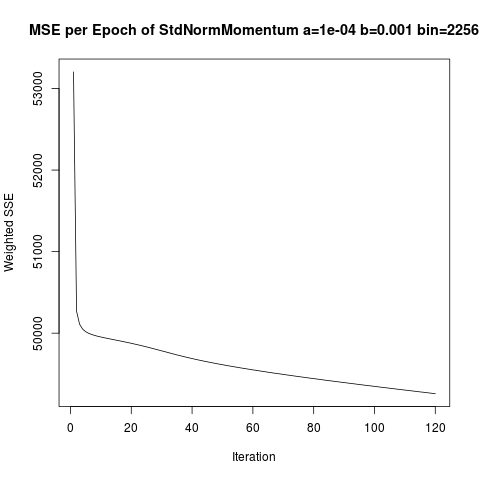 MSE per Epoch of StdNormMomentum a=1e-04 b=0.001 bin=2256
53000
52000
51000
50000
Weighted SSE
0 20 40 60 80 100 120
Iteration